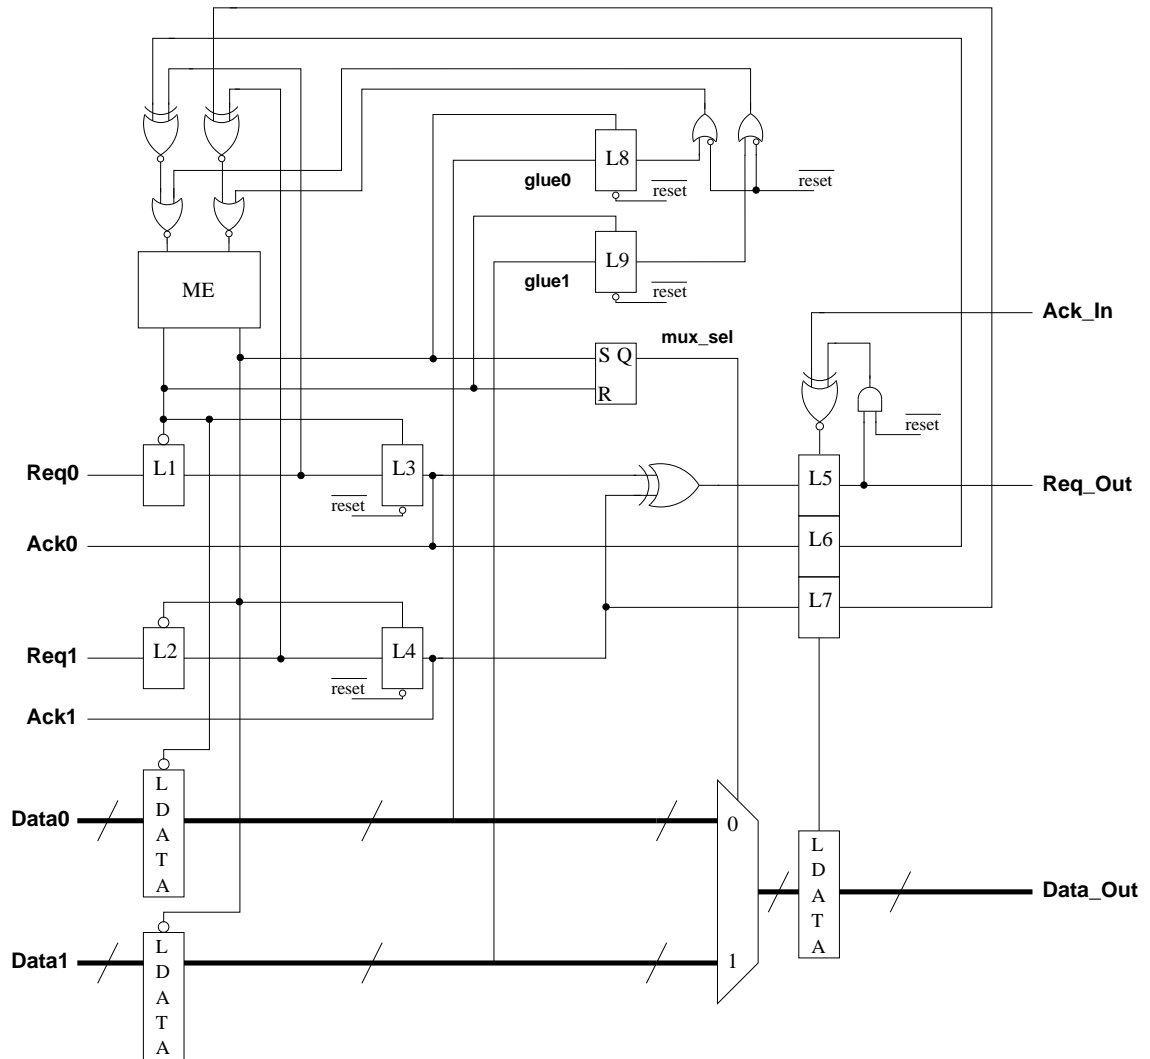 L8
glue0
reset
reset
L9
glue1
reset
ME
Ack_In
mux_sel
S Q
R
reset
Req0
L1
L3
L5
Req_Out
reset
Ack0
L6
L7
Req1
L2
L4
reset
Ack1
Data0
L
D
A
T
A
0
L
D
A
T
A
Data_Out
Data1
L
D
A
T
A
1